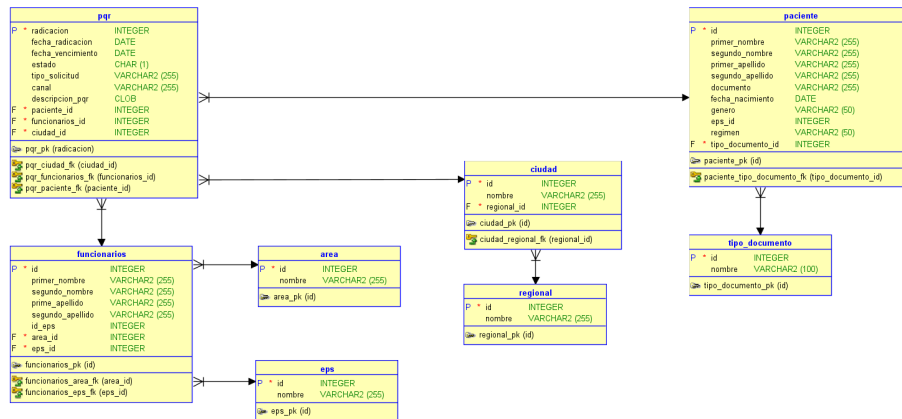 pqr
P * radicacion INTEGER
fecha_radicacion DATE
fecha_vencimiento DATE
estado CHAR (1)
tipo_solicitud VARCHAR2 (255)
canal VARCHAR2 (255)
descripcion_pqr CLOB
F * paciente_id INTEGER
F * funcionarios_id INTEGER
F * ciudad_id INTEGER
pqr_pk (radicacion)
pqr_ciudad_fk (ciudad_id)
pqr_funcionarios_fk (funcionarios_id)
pqr_paciente_fk (paciente_id)
paciente
P * id INTEGER
primer_nombre VARCHAR2 (255)
segundo_nombre VARCHAR2 (255)
primer_apellido VARCHAR2 (255)
segundo_apellido VARCHAR2 (255)
documento VARCHAR2 (255)
fecha_nacimiento DATE
genero VARCHAR2 (50)
eps_id INTEGER
regimen VARCHAR2 (50)
F * tipo_documento_id INTEGER
paciente_pk (id)
paciente_tipo_documento_fk (tipo_documento_id)
ciudad
P * id INTEGER
nombre VARCHAR2 (255)
F * regional_id INTEGER
ciudad_pk (id)
ciudad_regional_fk (regional_id)
funcionarios
P * id INTEGER
primer_nombre VARCHAR2 (255)
segundo_nombre VARCHAR2 (255)
prime_apellido VARCHAR2 (255)
segundo_apellido VARCHAR2 (255)
id_eps INTEGER
F * area_id INTEGER
F * eps_id INTEGER
funcionarios_pk (id)
funcionarios_area_fk (area_id)
funcionarios_eps_fk (eps_id)
area
P * id INTEGER
nombre VARCHAR2 (255)
area_pk (id)
tipo_documento
P * id INTEGER
nombre VARCHAR2 (100)
tipo_documento_pk (id)
regional
P * id INTEGER
nombre VARCHAR2 (255)
regional_pk (id)
eps
P * id INTEGER
nombre VARCHAR2 (255)
eps_pk (id)